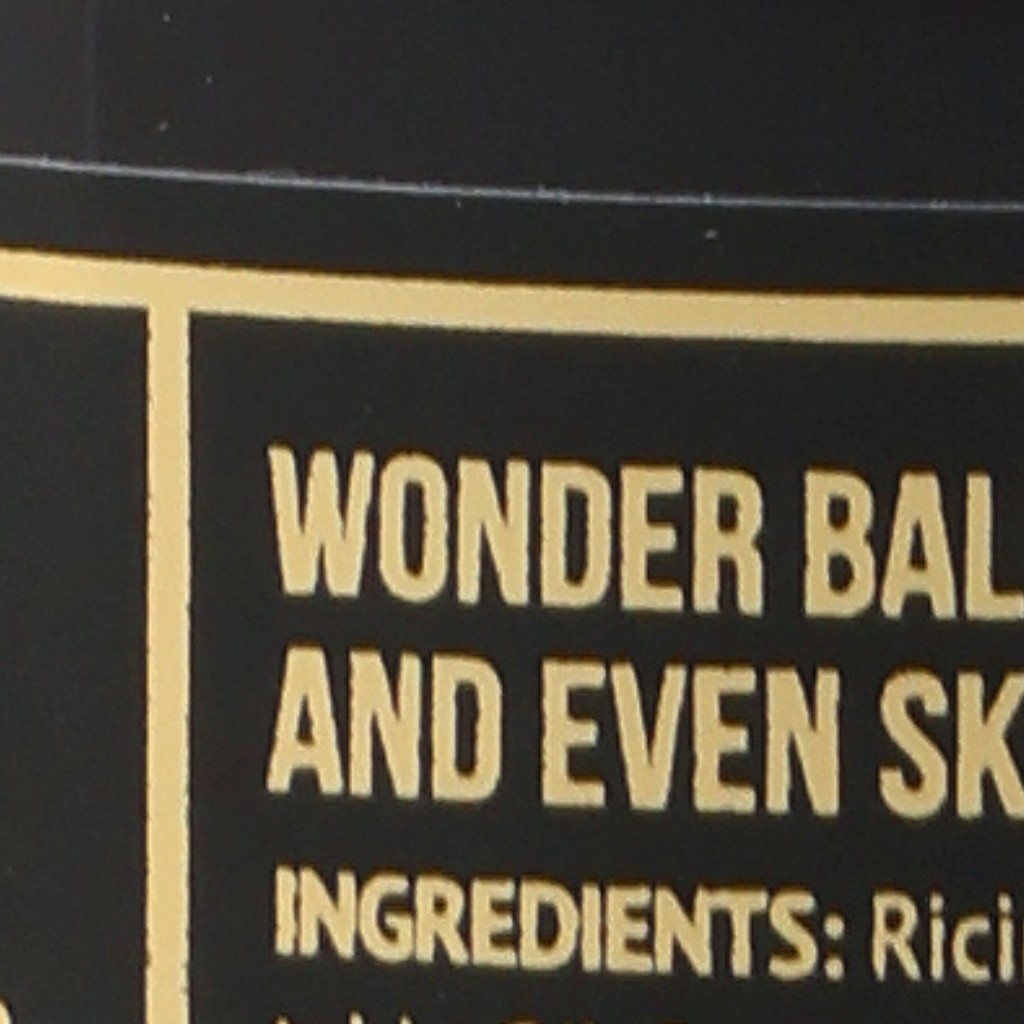 WONDER BAL
AND EVEN SK
INGREDIENTS: Rici